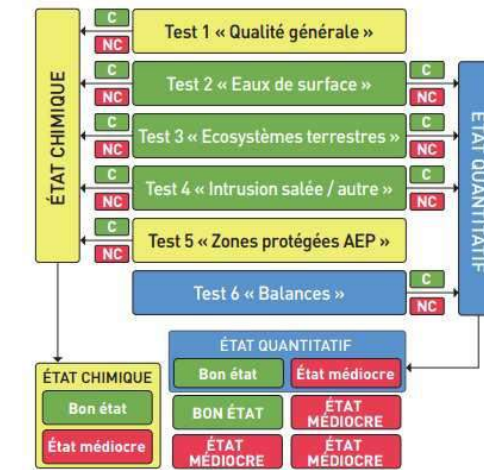 C
Test 1 « Qualité générale »
NC
C
Test 2 « Eaux de surface »
C
NC
NC
C
Test 3 « Ecosystèmes terrestres »
C
NC
NC
C
Test 4 « Intrusion salée / autre »
C
NC
NC
C
Test 5 « Zones protégées AEP »
NC
Test 6 « Balances »
C
NC
ÉTAT CHIMIQUE
ÉTAT QUANTITATIF
ÉTAT QUANTITATIF
Bon état
État médiocre
ÉTAT CHIMIQUE
Bon état
État médiocre
BON ÉTAT
ÉTAT
MÉDIOCRE
ÉTAT
MÉDIOCRE
ÉTAT
MÉDIOCRE